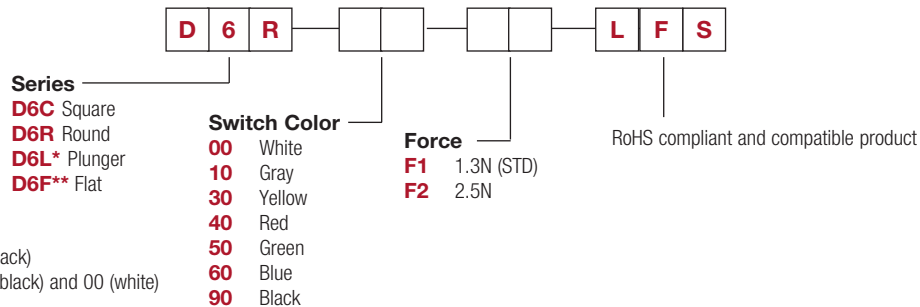 D 6 R L F S
Series
D6C Square
D6R Round
D6L* Plunger
D6F** Flat
Switch Color
00 White
10 Gray
30 Yellow
40 Red
50 Green
60 Blue
90 Black
Force
F1 1.3N (STD)
F2 2.5N
RoHS compliant and compatible product
ack)
black) and 00 (white)